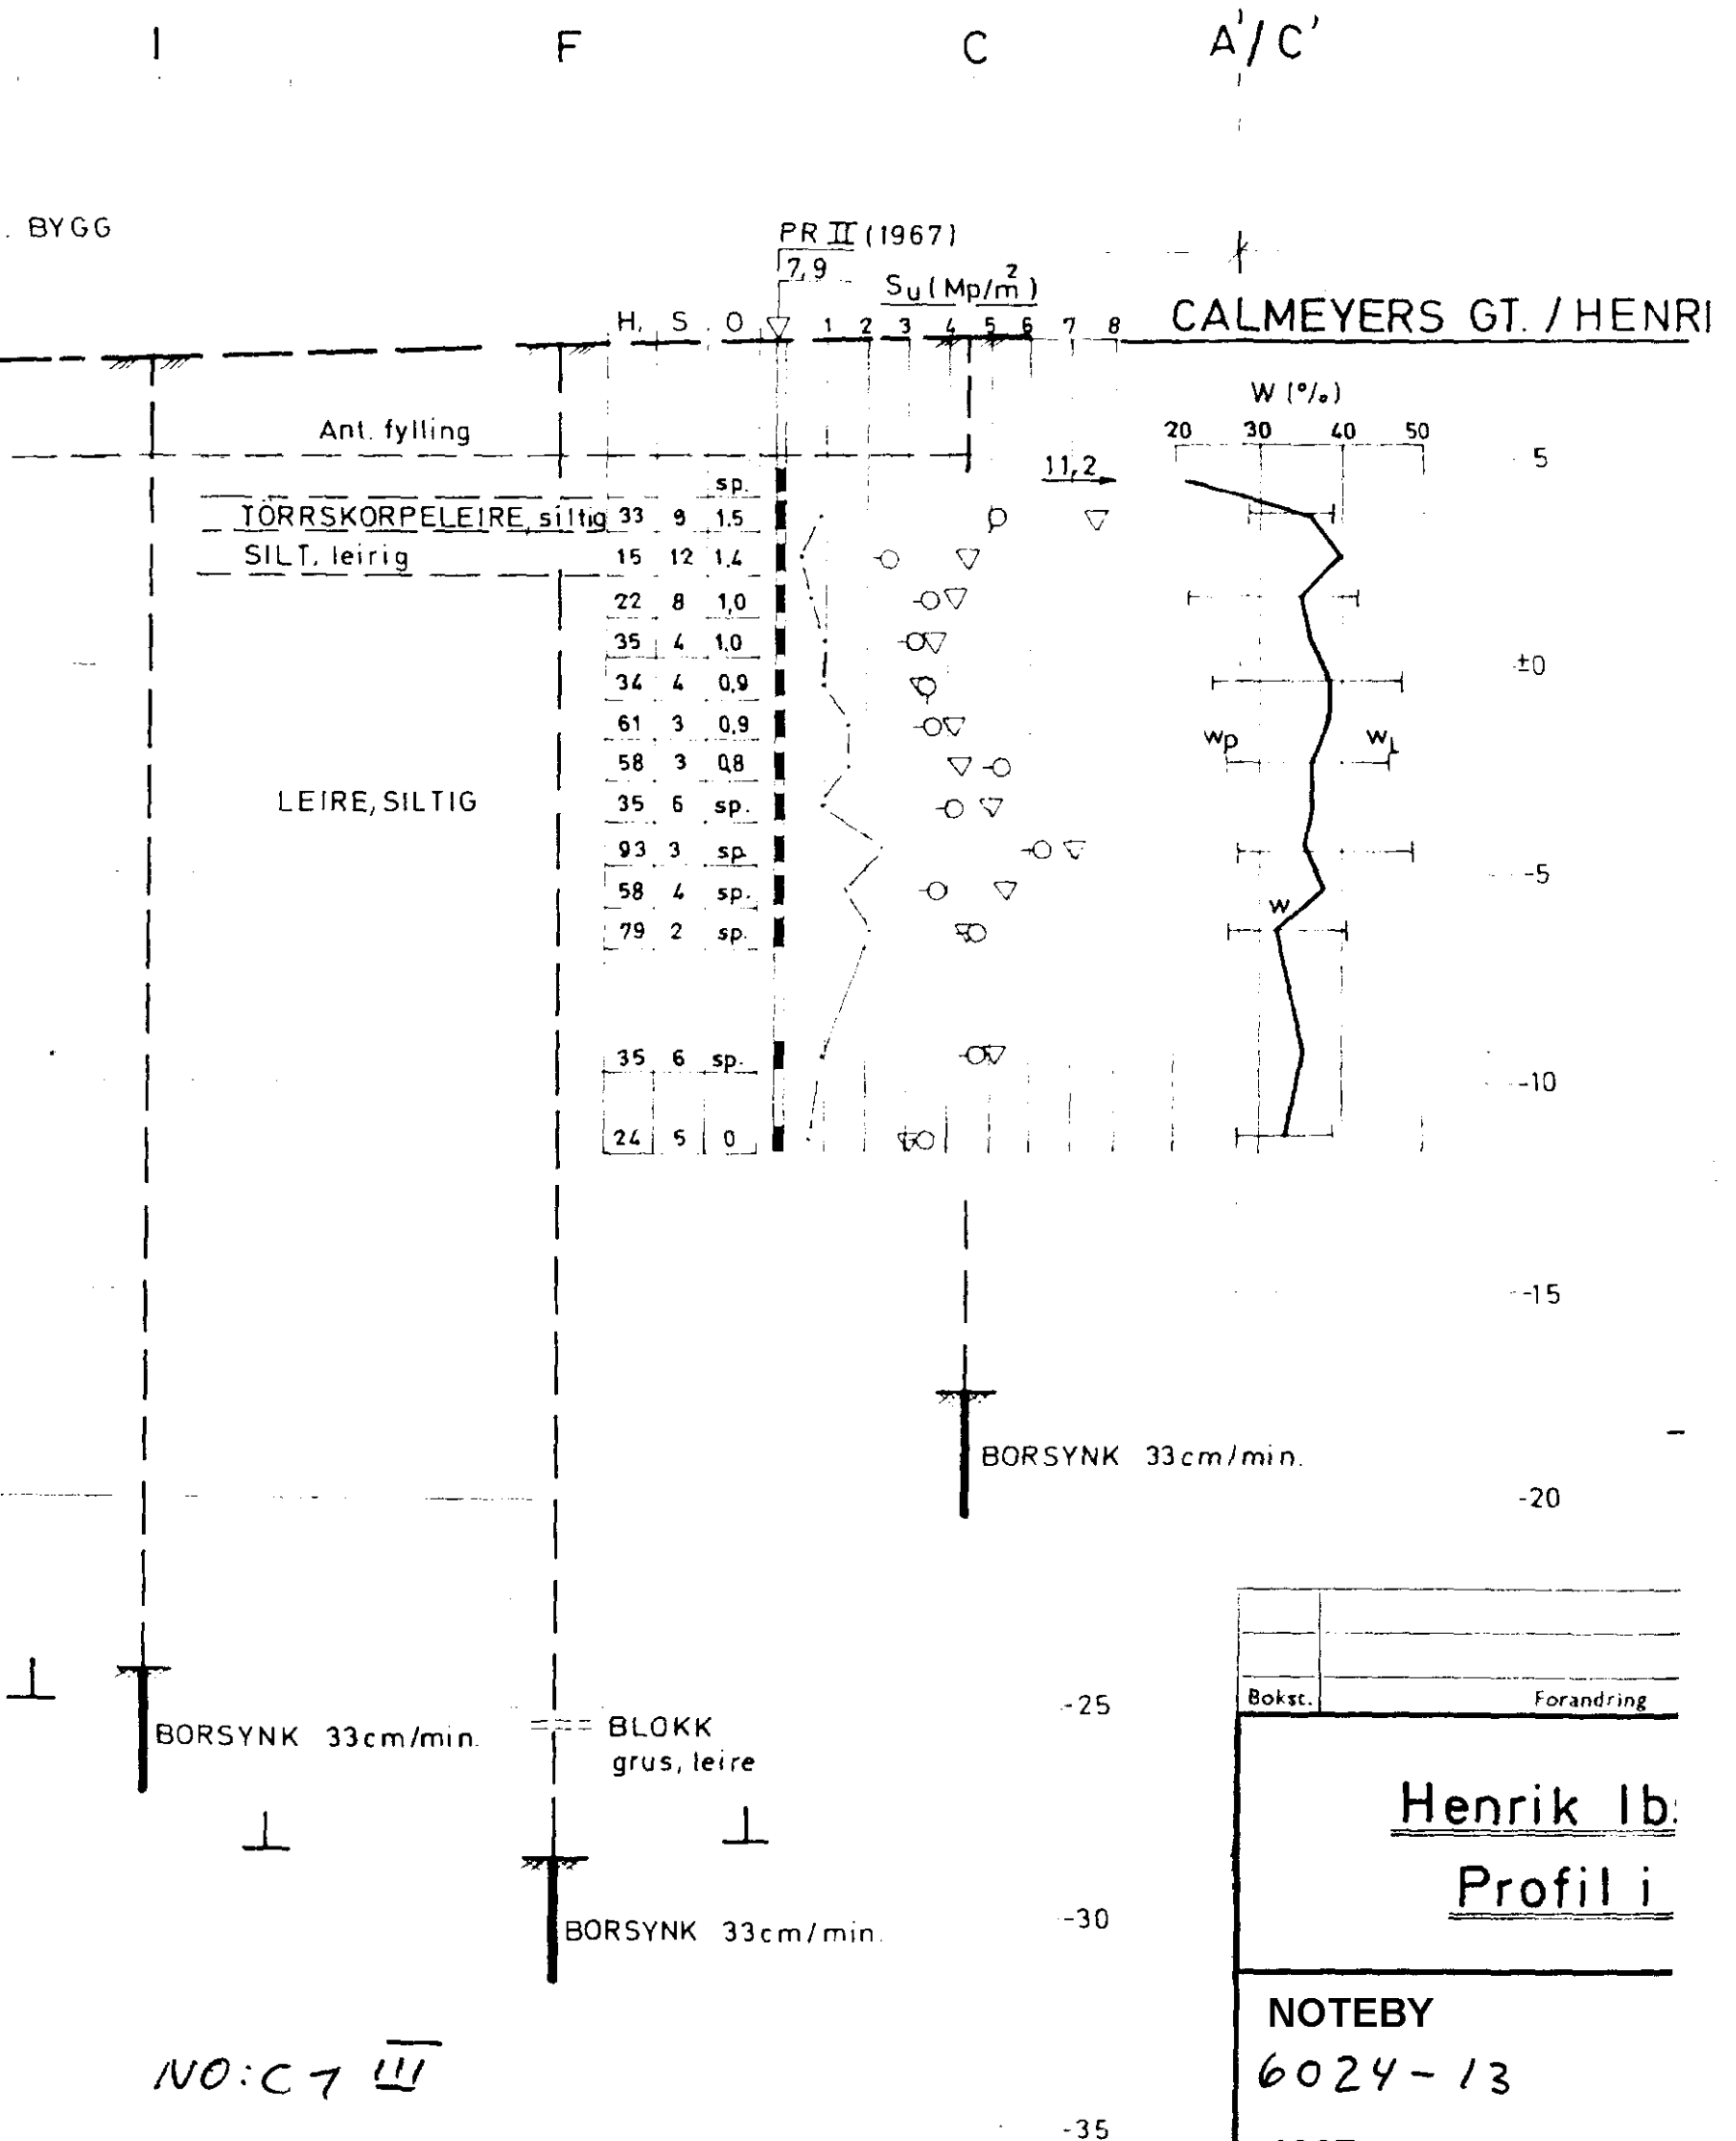 I F C A'/C'
. BYGG
PR II (1967)
7,9
Su (Mp/m2)
H. S. O 1 2 3 4 5 6 7 8
CALMEYERS GT. / HENRI
W (%)
20 30 40 50
Ant. fylling
5
11,2
sp.
TÖRRSKORPELEIRE, siltig 33 9 1.5
SILT, leirig 15 12 1,4
22 8 1,0
35 4 1.0
±0
34 4 0,9
61 3 0,9
wp wL
58 3 0,8
LEIRE, SILTIG 35 6 sp.
93 3 sp.
-5
58 4 sp.
w
79 2 sp.
35 6 sp.
-10
24 5 0
-15
BORSYNK 33cm/min.
-20
-25
Bokst. Forandring
BORSYNK 33cm/min.
BLOKK
grus, leire
Henrik Ib
Profil i
-30
BORSYNK 33cm/min.
NOTEBY
NO:C7 III
6024-13
-35